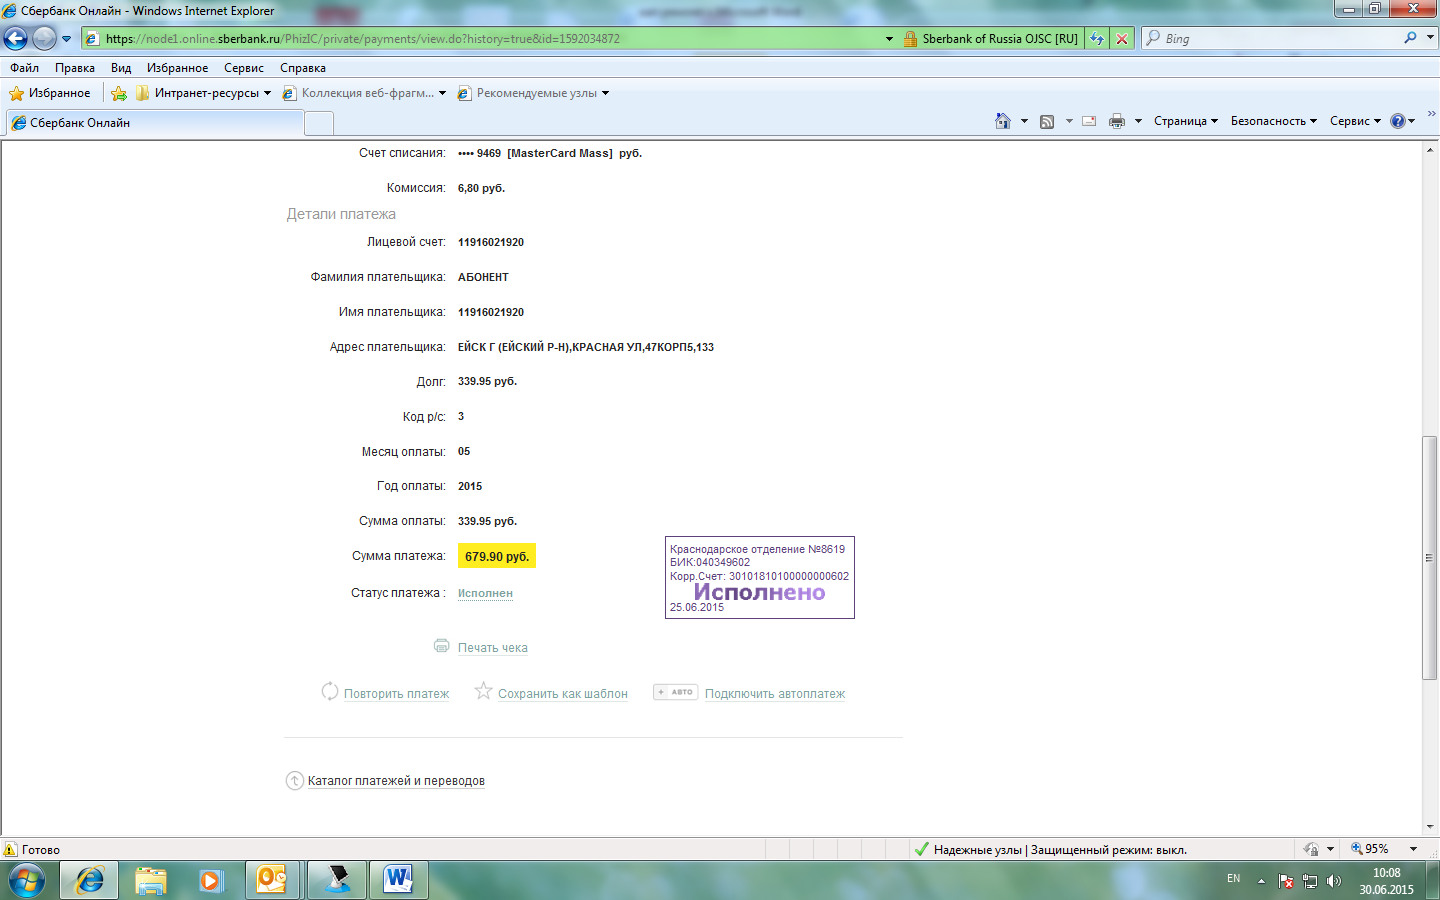 Сбербанк Онлайн - Windows Internet Explorer
https://node1.online.sberbank.ru/PhizIC/private/payments/view.do?history=true&id=1592034872
Sberbank of Russia OJSC [RU]
Bing
Файл Правка Вид Избранное Сервис Справка
Избранное Интранет-ресурсы Коллекция веб-фрагм... Рекомендуемые узлы
Сбербанк Онлайн
Страница Безопасность Сервис
Счет списания: •••• 9469 [MasterCard Mass] руб.
Комиссия: 6,80 руб.
Детали платежа
Лицевой счет: 11916021920
Фамилия плательщика: АБОНЕНТ
Имя плательщика: 11916021920
Адрес плательщика: ЕЙСК Г (ЕЙСКИЙ Р-Н),КРАСНАЯ УЛ,47КОРП5,133
Долг: 339.95 руб.
Код р/с: 3
Месяц оплаты: 05
Год оплаты: 2015
Сумма оплаты: 339.95 руб.
Сумма платежа: 679.90 руб.
Статус платежа : Исполнен
Краснодарское отделение №8619
БИК:040349602
Корр.Счет: 30101810100000000602
Исполнено
25.06.2015
Печать чека
Повторить платеж Сохранить как шаблон + АВТО Подключить автоплатеж
Каталог платежей и переводов
Готово
Надежные узлы | Защищенный режим: выкл.
95%
EN
10:08
30.06.2015